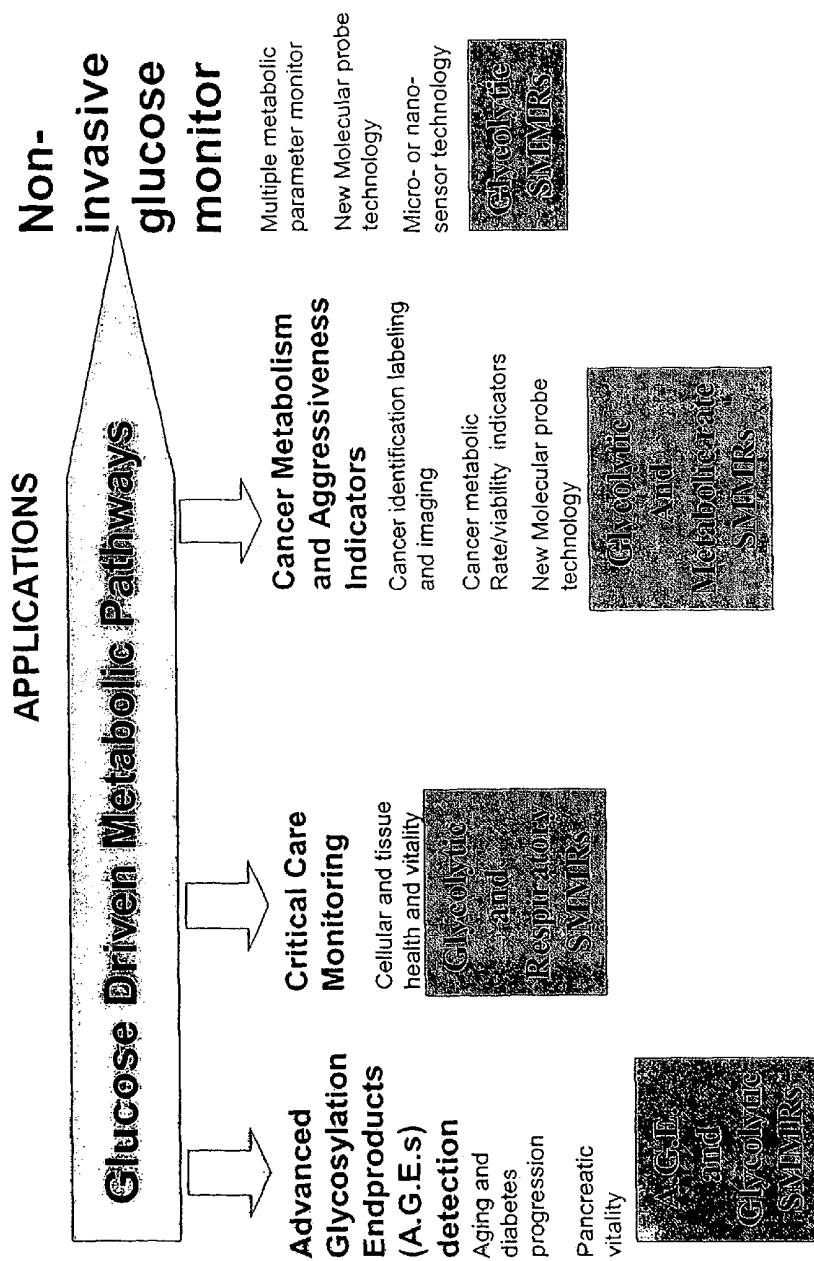 APPLICATIONS
Glucose Driven Metabolic Pathways
Advanced
Glycosylation
Endproducts
(A.G.E.s)
detection
Aging and
diabetes
progression
Pancreatic
vitality
A.G.E.
and
Glycolytic
SMMRs
Critical Care
Monitoring
Cellular and tissue
health and vitality
Glycolytic
and
Respiratory
SMMRs
Cancer Metabolism
and Aggressiveness
Indicators
Cancer identification labeling
and imaging
Cancer metabolic
Rate/viability indicators
New Molecular probe
technology
Glycolytic
And
Metabolic rate
SMMRs
Non-
invasive
glucose
monitor
Multiple metabolic
parameter monitor
New Molecular probe
technology
Micro- or nano-
sensor technology
Glycolytic
SMMRs